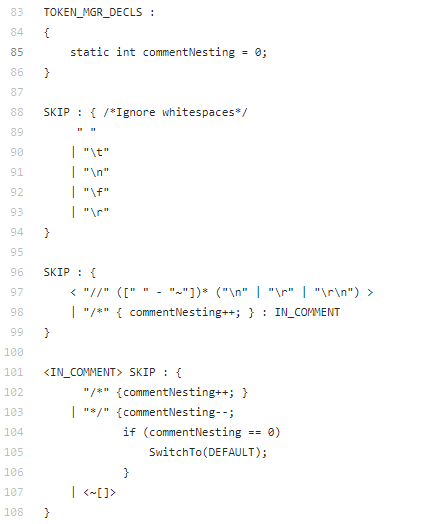 83 TOKEN_MGR_DECLS :
84 {
85     static int commentNesting = 0;
86 }
87
88 SKIP : { /*Ignore whitespaces*/
89      " "
90     | "\t"
91     | "\n"
92     | "\f"
93     | "\r"
94 }
95
96 SKIP : {
97     < "//" ([" " - "~"])* ("\n" | "\r" | "\r\n") >
98     | "/*" { commentNesting++; } : IN_COMMENT
99 }
100
101 <IN_COMMENT> SKIP : {
102       "/*" {commentNesting++; }
103     | "*/" {commentNesting--;
104             if (commentNesting == 0)
105                 SwitchTo(DEFAULT);
106             }
107     | <~[]>
108 }